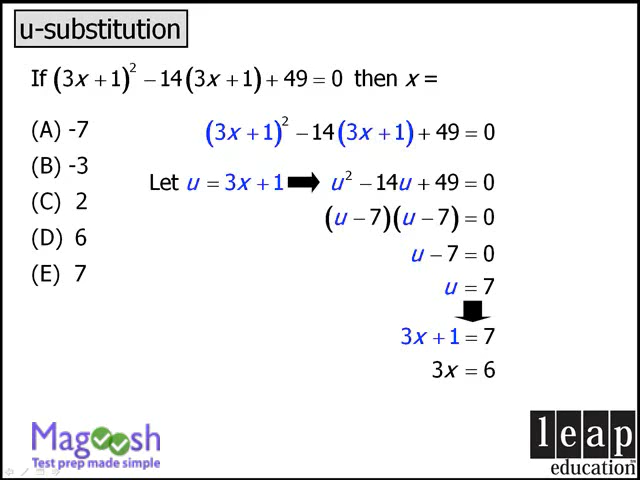 u-substitution
If (3x + 1)² − 14(3x + 1) + 49 = 0 then x =
(A) -7
(3x + 1)² − 14(3x + 1) + 49 = 0
(B) -3
Let u = 3x + 1 ➡ u² − 14u + 49 = 0
(C) 2
(u − 7)(u − 7) = 0
(D) 6
u − 7 = 0
(E) 7
u = 7
3x + 1 = 7
3x = 6
Magoosh
Test prep made simple
leap
education